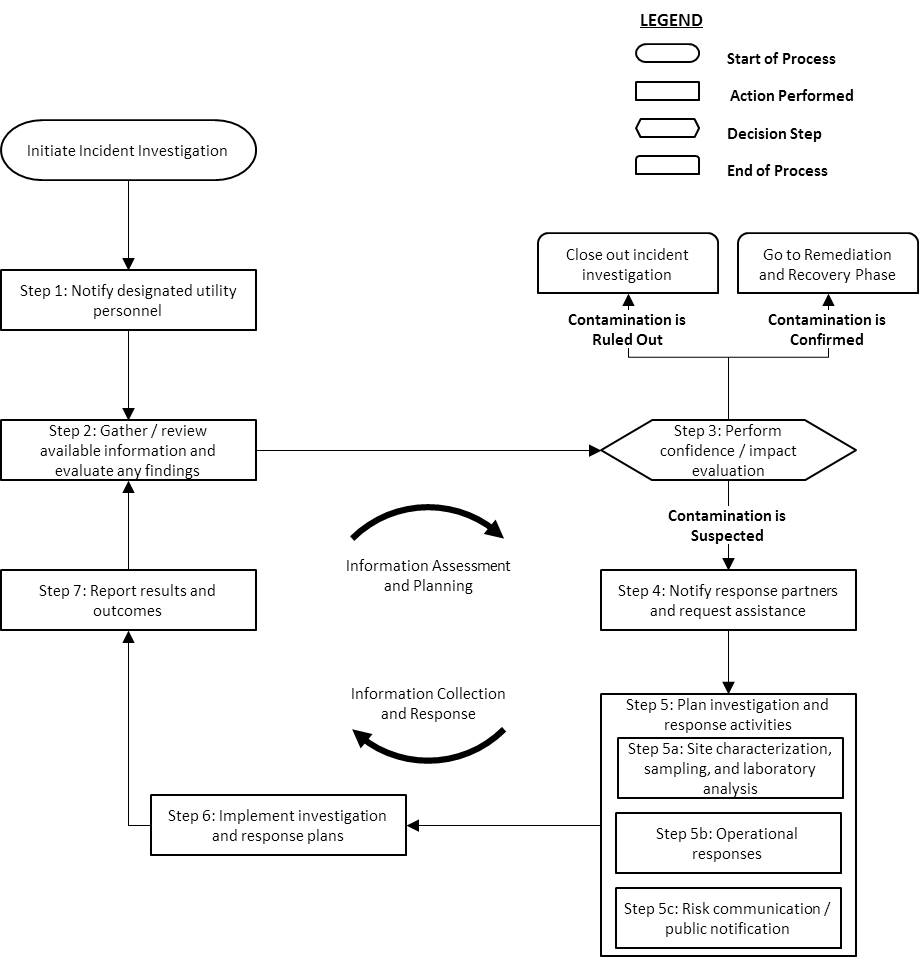 LEGEND
Start of Process
Action Performed
Decision Step
End of Process
Initiate Incident Investigation
Close out incident
investigation
Go to Remediation
and Recovery Phase
Step 1: Notify designated utility
personnel
Contamination is
Ruled Out
Contamination is
Confirmed
Step 2: Gather / review
available information and
evaluate any findings
Step 3: Perform
confidence / impact
evaluation
Contamination is
Suspected
Information Assessment
and Planning
Step 7: Report results and
outcomes
Step 4: Notify response partners
and request assistance
Information Collection
and Response
Step 5: Plan investigation and
response activities
Step 5a: Site characterization,
sampling, and laboratory
analysis
Step 6: Implement investigation
and response plans
Step 5b: Operational
responses
Step 5c: Risk communication /
public notification